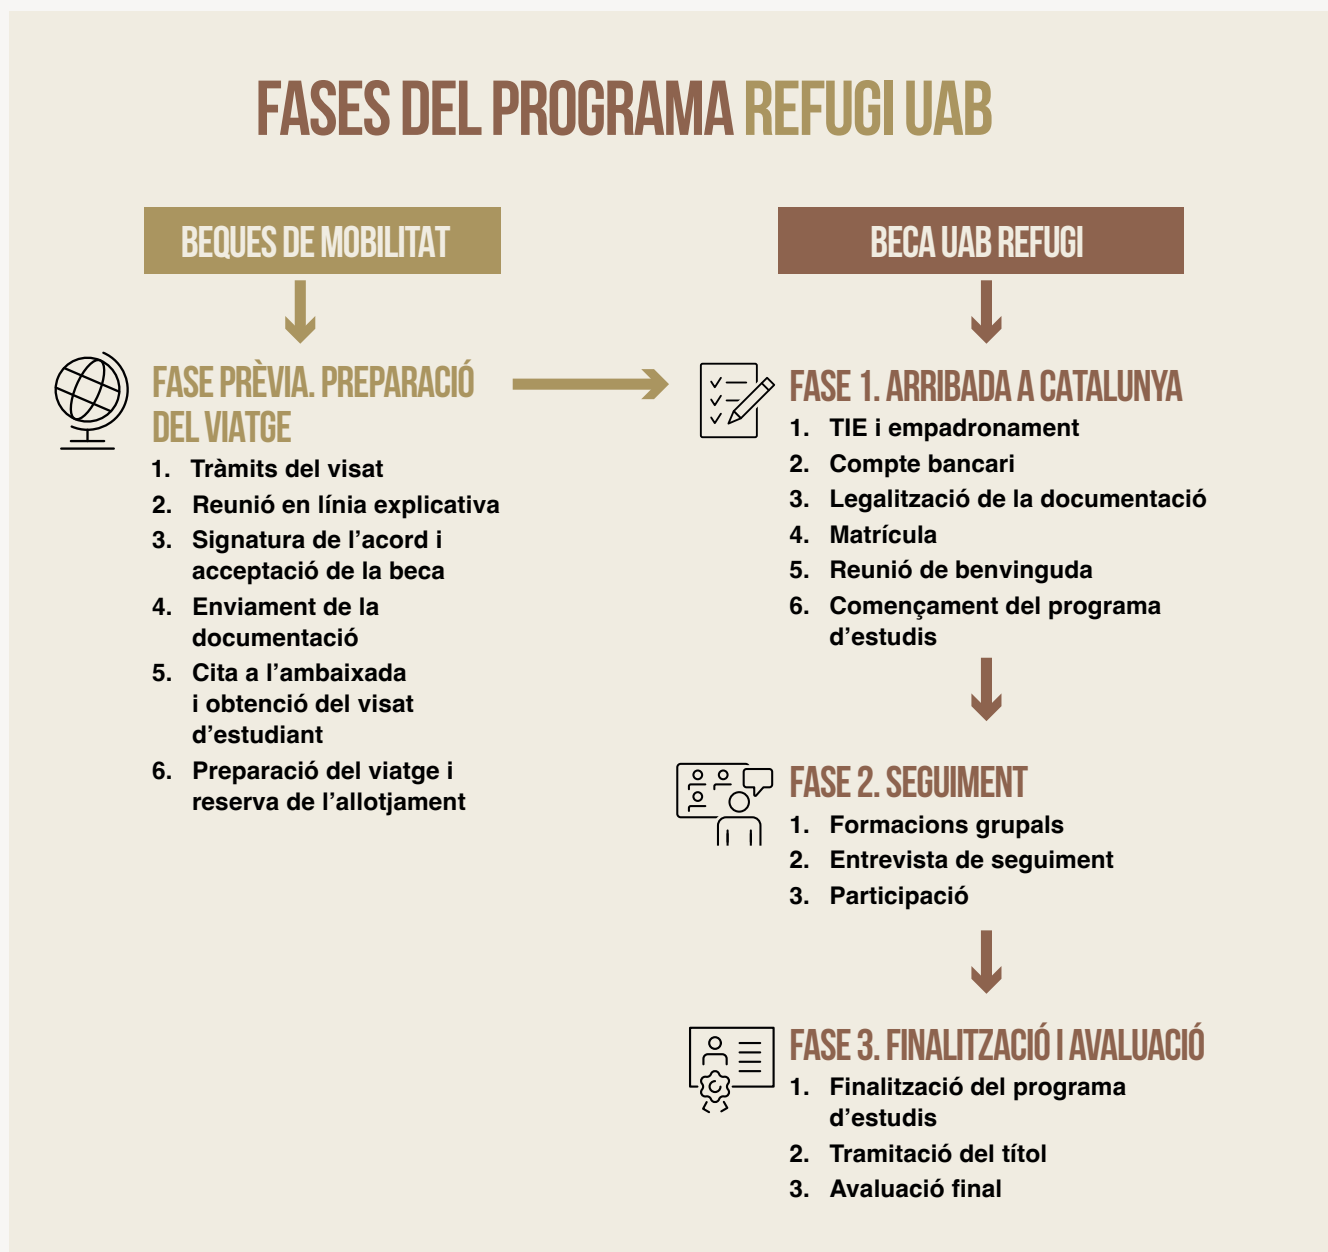 FASES DEL PROGRAMA REFUGI UAB
BEQUES DE MOBILITAT
FASE PRÈVIA. PREPARACIÓ
DEL VIATGE
1. Tràmits del visat
2. Reunió en línia explicativa
3. Signatura de l’acord i
acceptació de la beca
4. Enviament de la
documentació
5. Cita a l’ambaixada
i obtenció del visat
d’estudiant
6. Preparació del viatge i
reserva de l’allotjament
BECA UAB REFUGI
FASE 1. ARRIBADA A CATALUNYA
1. TIE i empadronament
2. Compte bancari
3. Legalització de la documentació
4. Matrícula
5. Reunió de benvinguda
6. Començament del programa
d’estudis
FASE 2. SEGUIMENT
1. Formacions grupals
2. Entrevista de seguiment
3. Participació
FASE 3. FINALITZACIÓ I AVALUACIÓ
1. Finalització del programa
d’estudis
2. Tramitació del títol
3. Avaluació final